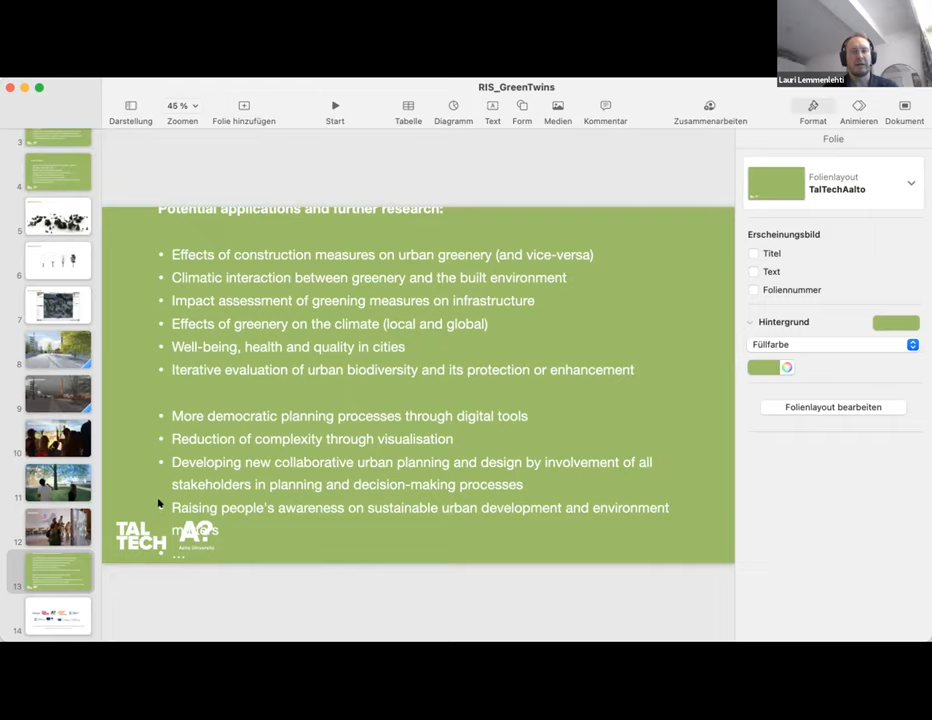 Lauri Lemmenlehti
RIS_GreenTwins
45 %
Darstellung
Zoomen
Folie hinzufügen
Start
Tabelle
Diagramm
Text
Form
Medien
Kommentar
Zusammenarbeiten
Format
Animieren
Dokument
Folie
Folienlayout
TalTechAalto
Erscheinungsbild
Titel
Text
Foliennummer
Hintergrund
Füllfarbe
Folienlayout bearbeiten
3
4
5
6
7
8
9
10
11
12
13
14
Potential applications and further research:
• Effects of construction measures on urban greenery (and vice-versa)
• Climatic interaction between greenery and the built environment
• Impact assessment of greening measures on infrastructure
• Effects of greenery on the climate (local and global)
• Well-being, health and quality in cities
• Iterative evaluation of urban biodiversity and its protection or enhancement
• More democratic planning processes through digital tools
• Reduction of complexity through visualisation
• Developing new collaborative urban planning and design by involvement of all
stakeholders in planning and decision-making processes
• Raising people's awareness on sustainable urban development and environment
matters
• ...
TAL
TECH
A?
Aalto University